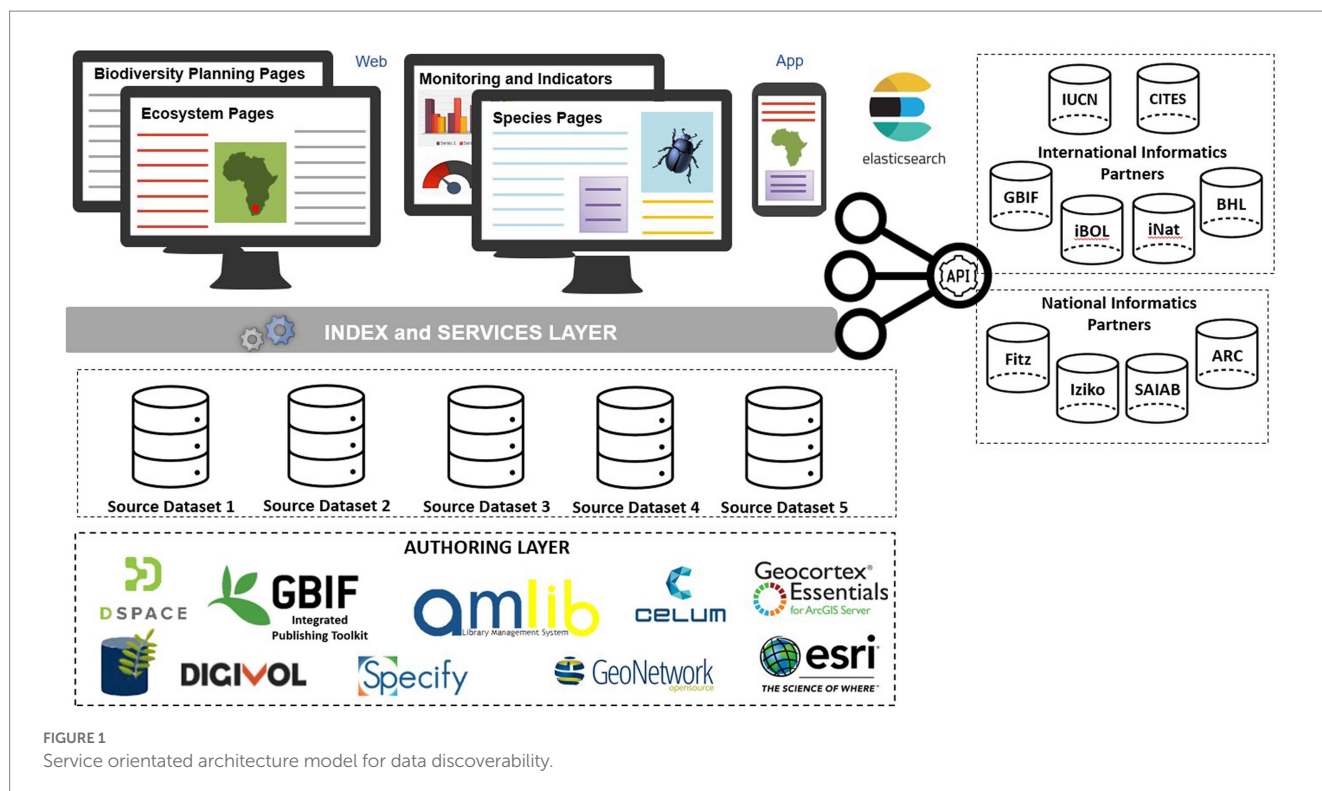 Biodiversity Planning Pages
Ecosystem Pages
Web
Monitoring and Indicators
Species Pages
App
elasticsearch
IUCN
CITES
International Informatics
Partners
GBIF
BHL
iBOL
iNat
API
National Informatics
Partners
Fitz
ARC
Iziko
SAIAB
INDEX and SERVICES LAYER
Source Dataset 1
Source Dataset 2
Source Dataset 3
Source Dataset 4
Source Dataset 5
AUTHORING LAYER
DSPACE
GBIF
Integrated
Publishing Toolkit
amlib
Library Management System
CELUM
Geocortex®
Essentials
for ArcGIS Server
DIGIVOL
Specify
GeoNetwork
opensource
esri
THE SCIENCE OF WHERE™
FIGURE 1
Service orientated architecture model for data discoverability.